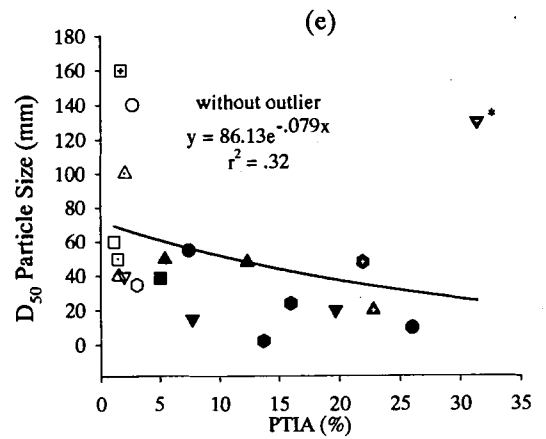 (e)
180
160
140
120
100
80
60
40
20
0
D50 Particle Size (mm)
without outlier
y = 86.13e-.079x
r2 = .32
*
0 5 10 15 20 25 30 35
PTIA (%)